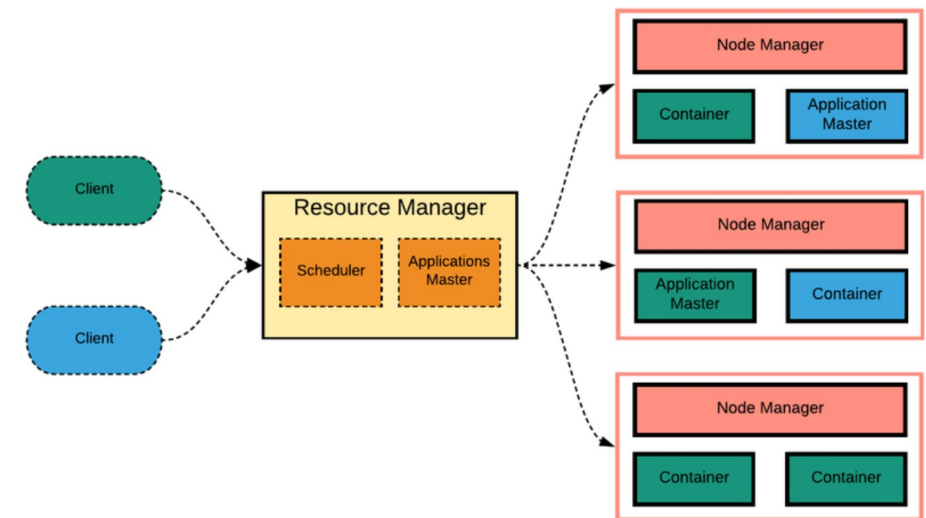 Client
Client
Resource Manager
Scheduler
Applications
Master
Node Manager
Container
Application
Master
Node Manager
Application
Master
Container
Node Manager
Container
Container